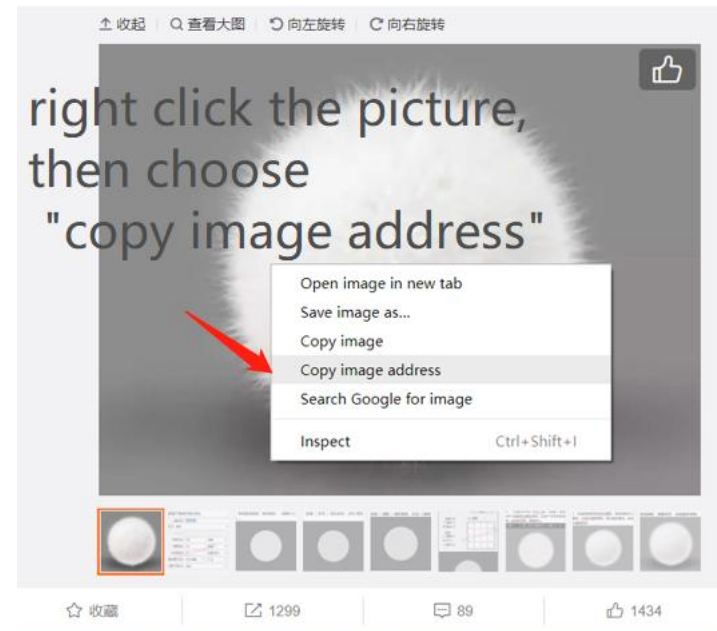 收起 查看大图 向左旋转 向右旋转
right click the picture,
then choose
"copy image address"
Open image in new tab
Save image as...
Copy image
Copy image address
Search Google for image
Inspect Ctrl+Shift+I
收藏 1299 89 1434